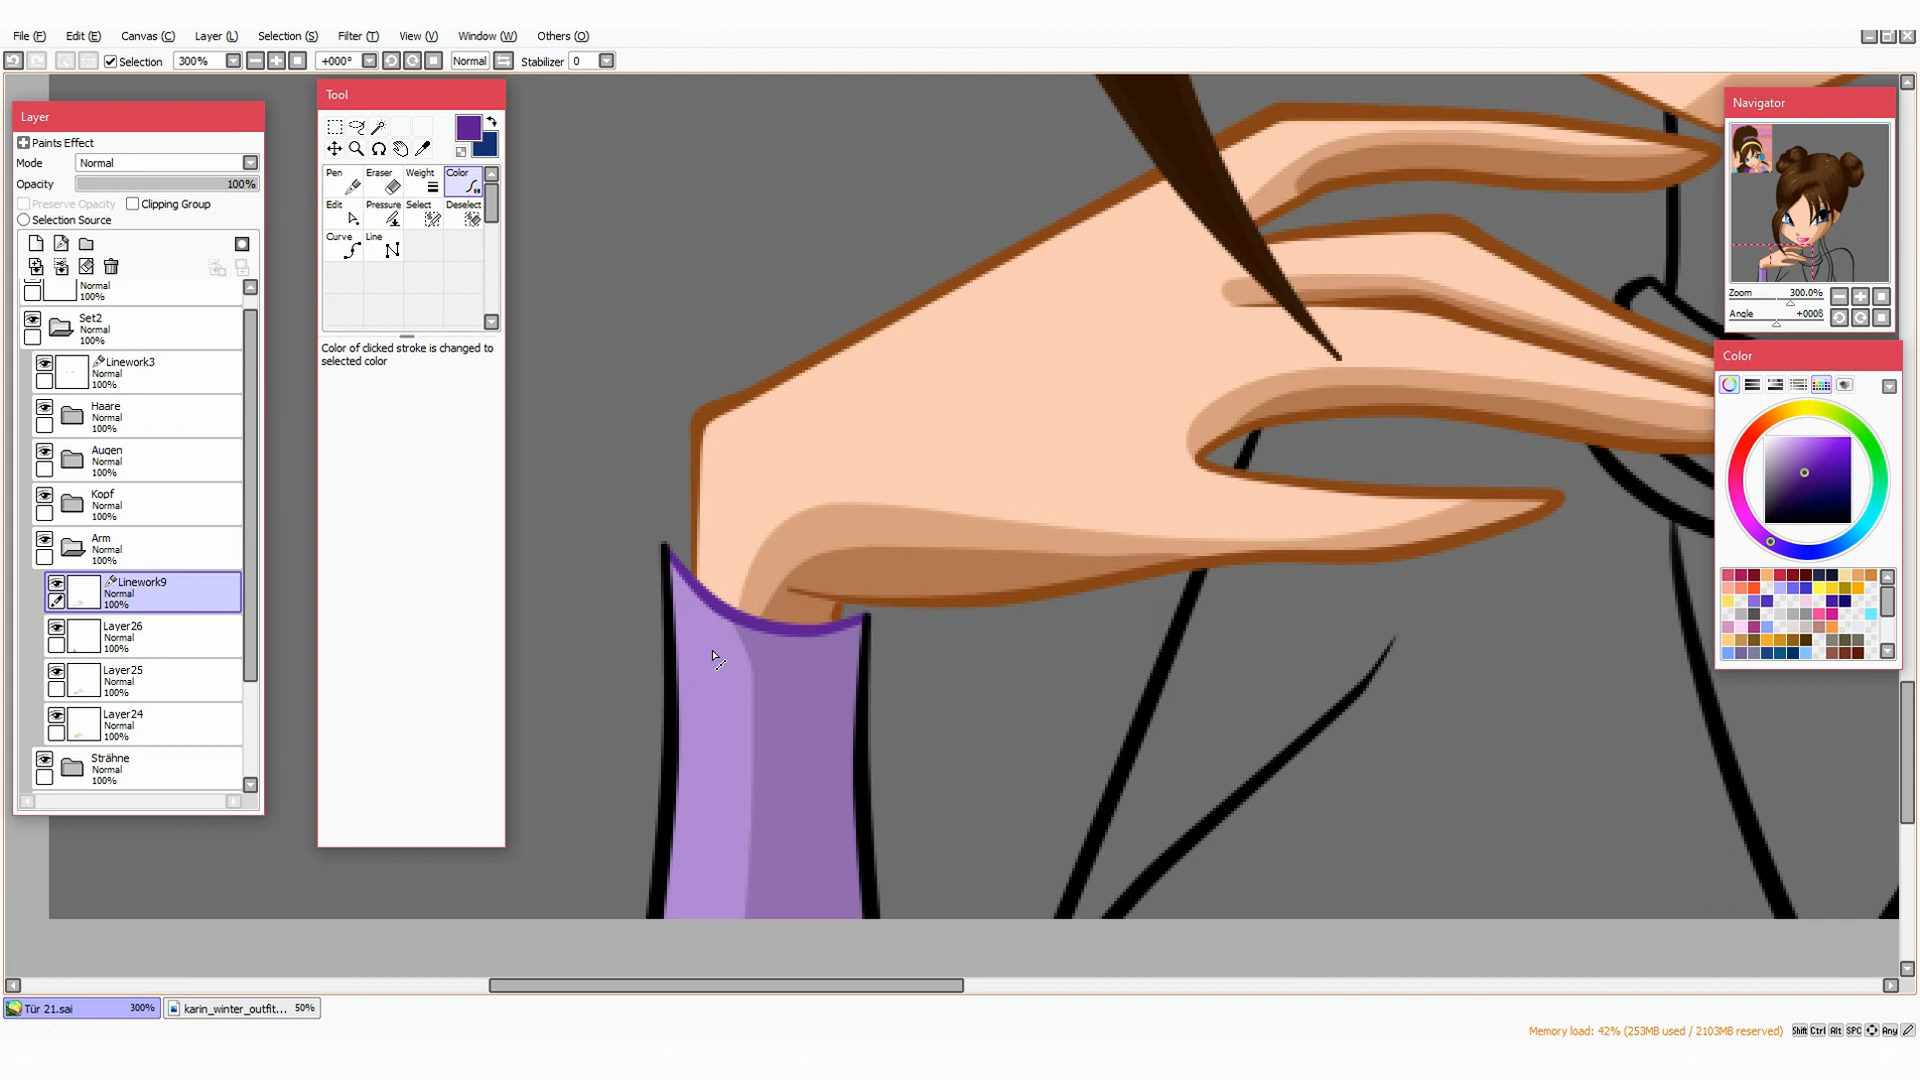 File (F) Edit (E) Canvas (C) Layer (L) Selection (S) Filter (T) View (V) Window (W) Others (O)
Selection 300% +000° Normal Stabilizer 0
Layer
Paints Effect
Mode Normal
Opacity 100%
Preserve Opacity Clipping Group
Selection Source
Normal
100%
Set2
Normal
100%
Linework3
Normal
100%
Haare
Normal
100%
Augen
Normal
100%
Kopf
Normal
100%
Arm
Normal
100%
Linework9
Normal
100%
Layer26
Normal
100%
Layer25
Normal
100%
Layer24
Normal
100%
Strähne
Normal
100%
Tool
Pen Eraser Weight Color
Edit Pressure Select Deselect
Curve Line
Color of clicked stroke is changed to
selected color
Navigator
Zoom 300.0%
Angle +000ß
Color
Tür 21.sai 300% karin_winter_outfit... 50%
Memory load: 42% (253MB used / 2103MB reserved) Shift Ctrl Alt SPC Any